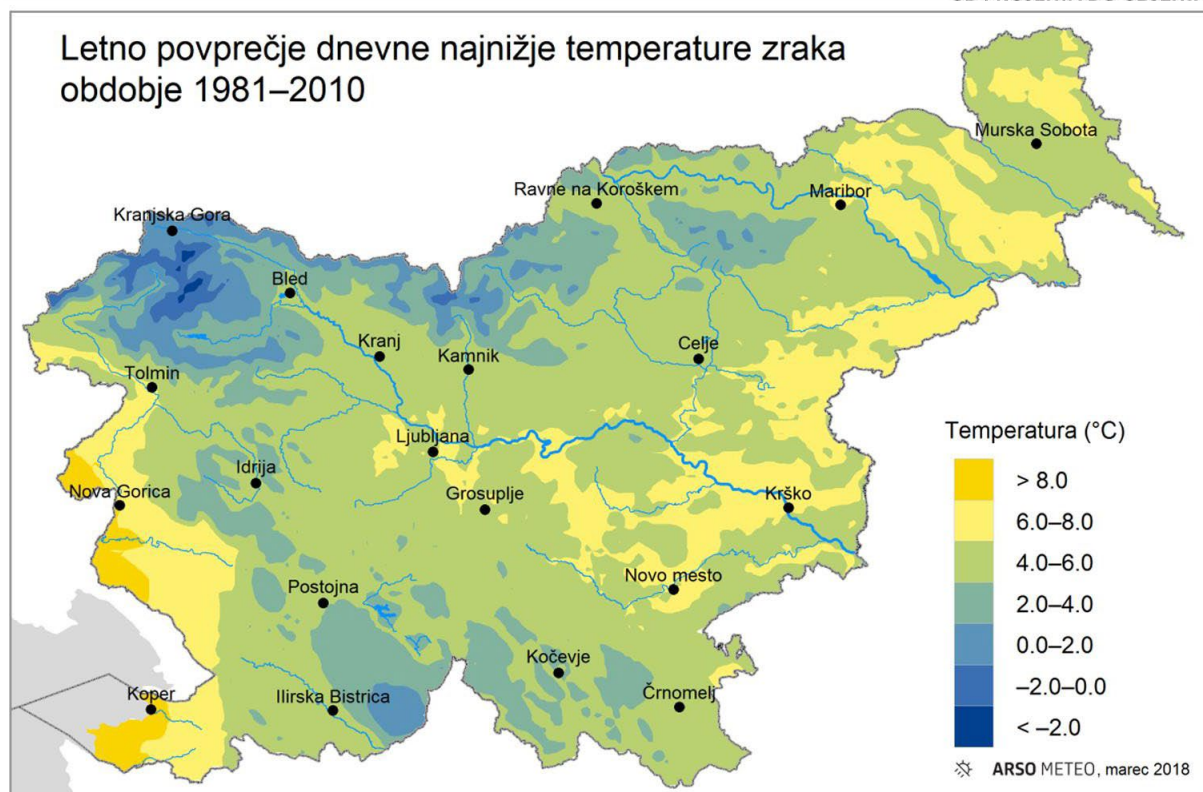 Letno povprečje dnevne najnižje temperature zraka
obdobje 1981–2010
Murska Sobota
Ravne na Koroškem
Maribor
Kranjska Gora
Bled
Kranj
Kamnik
Celje
Tolmin
Ljubljana
Idrija
Nova Gorica
Grosuplje
Krško
Novo mesto
Postojna
Kočevje
Koper
Ilirska Bistrica
Črnomelj
Temperatura (°C)
> 8.0
6.0–8.0
4.0–6.0
2.0–4.0
0.0–2.0
–2.0–0.0
< –2.0
ARSO METEO, marec 2018